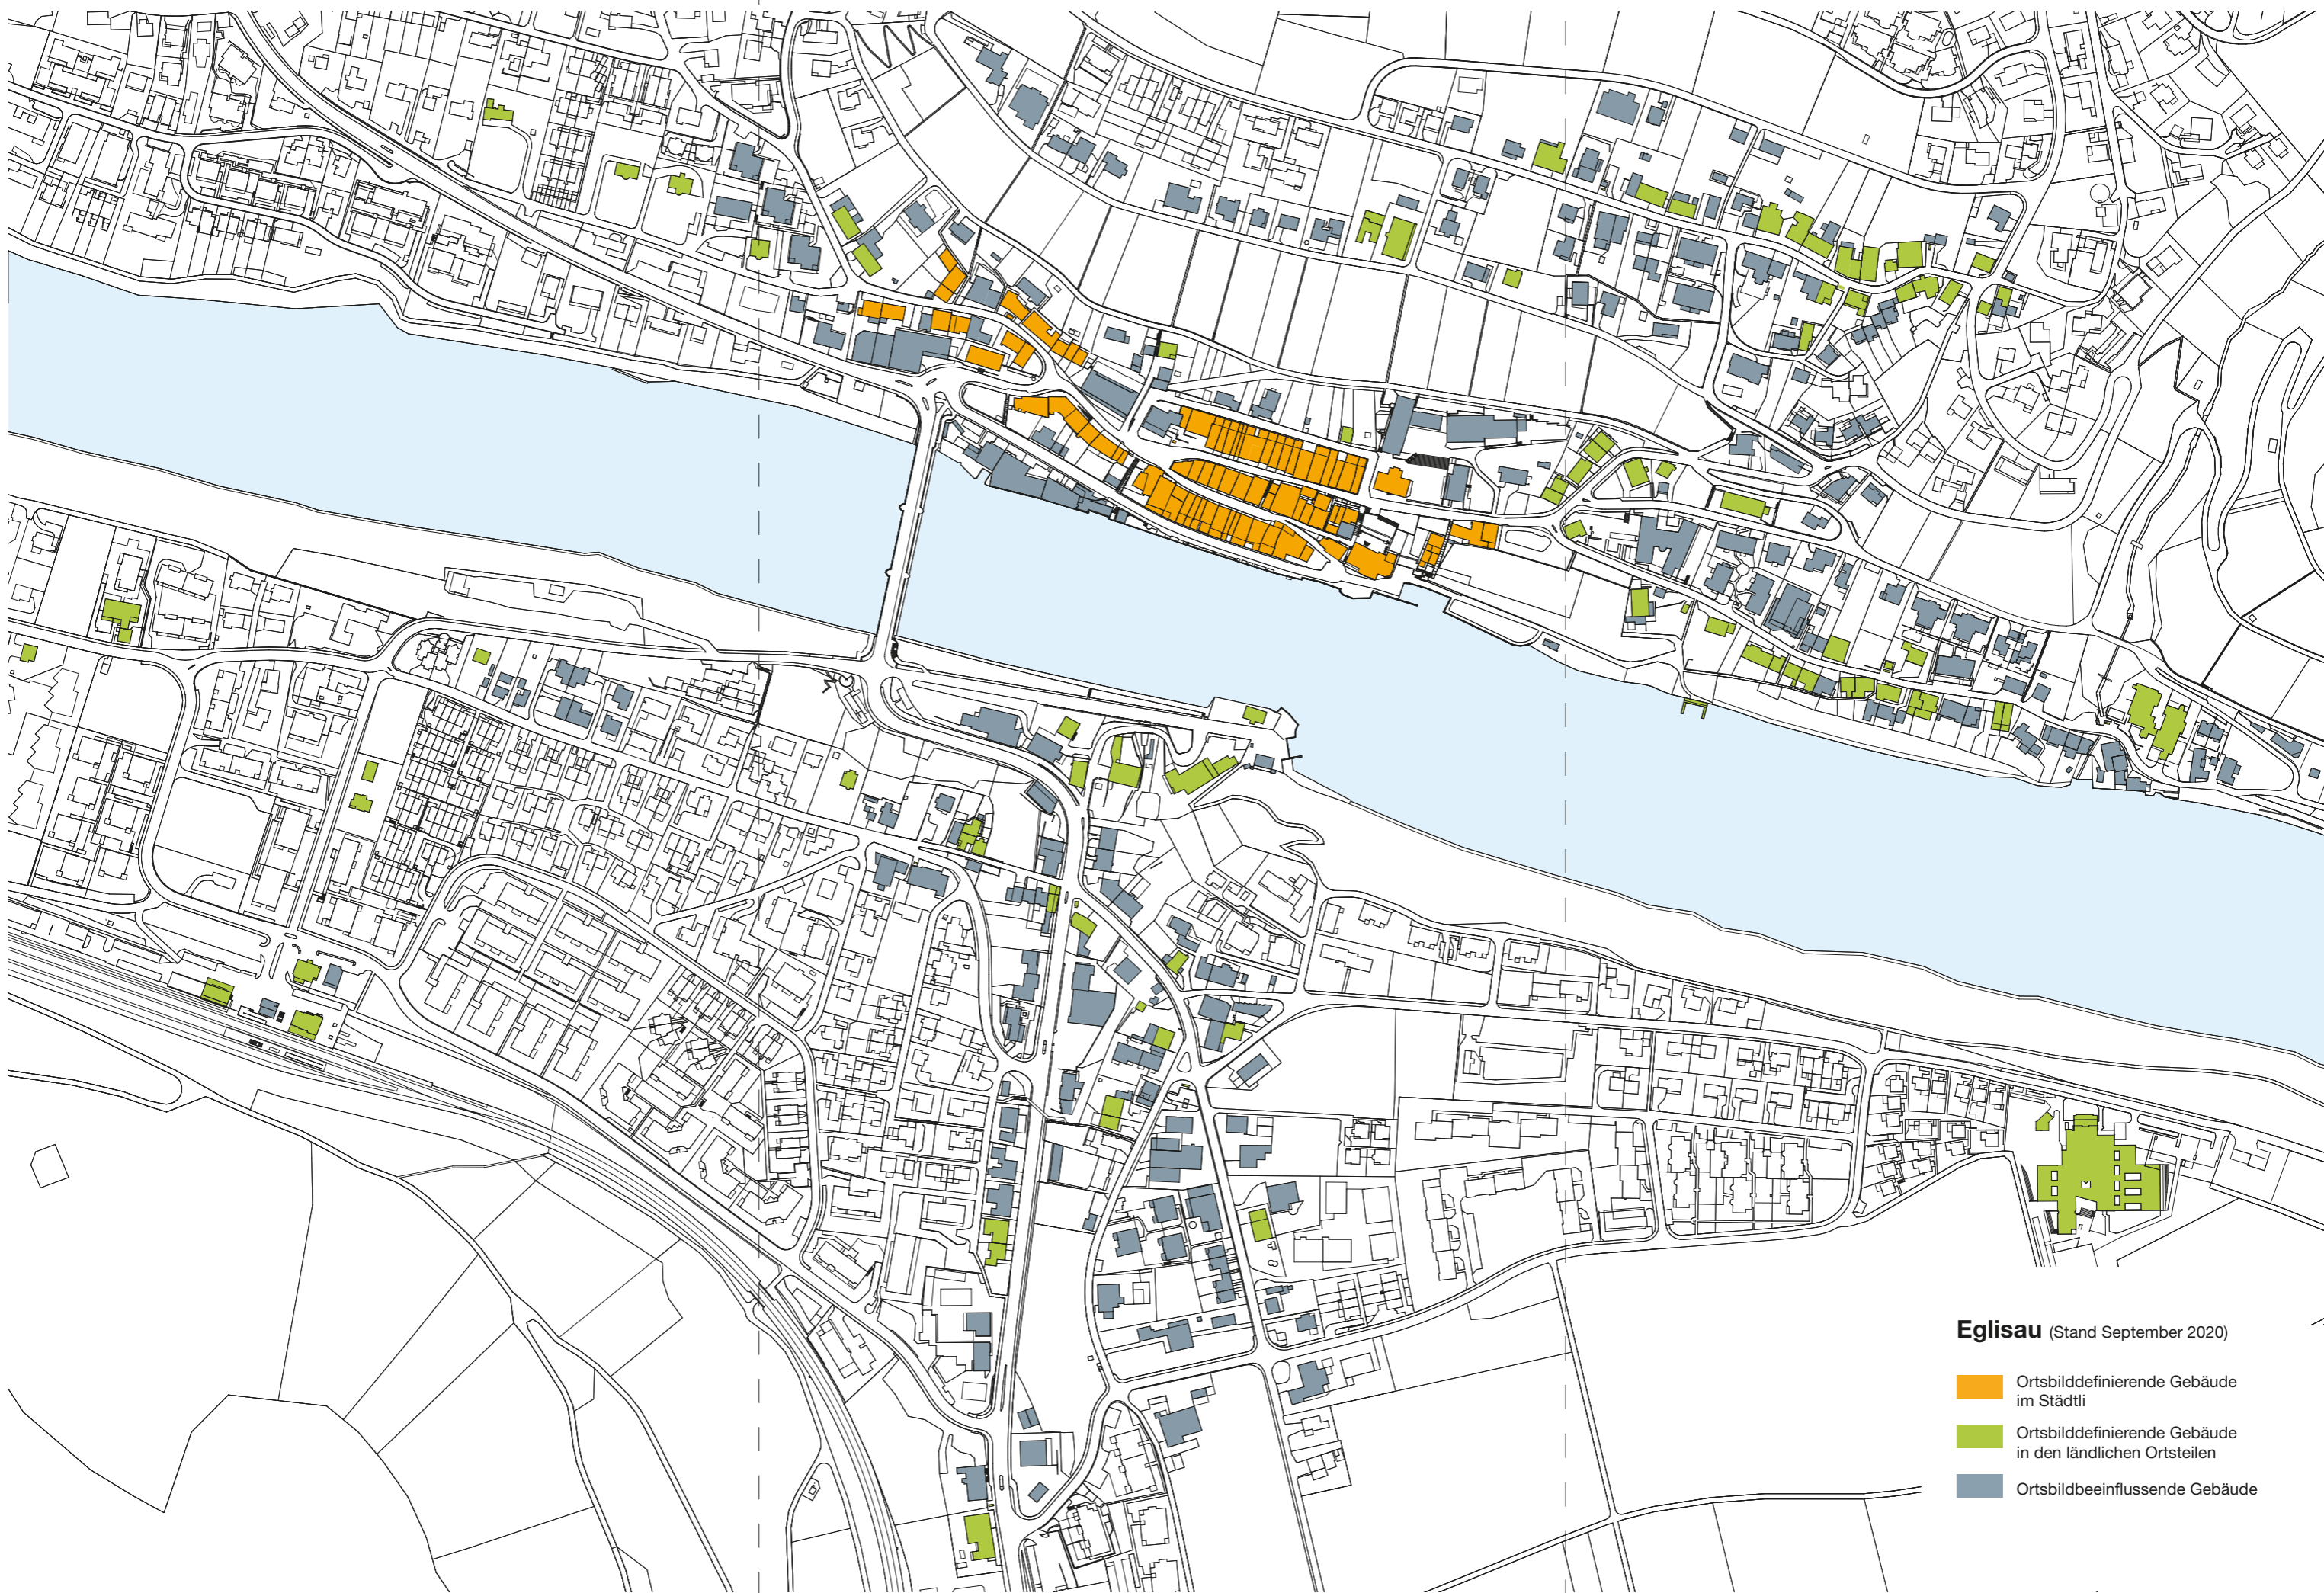 Eglisau (Stand September 2020)
Ortsbilddefinierende Gebäude
im Städtli
Ortsbilddefinierende Gebäude
in den ländlichen Ortsteilen
Ortsbildbeeinflussende Gebäude